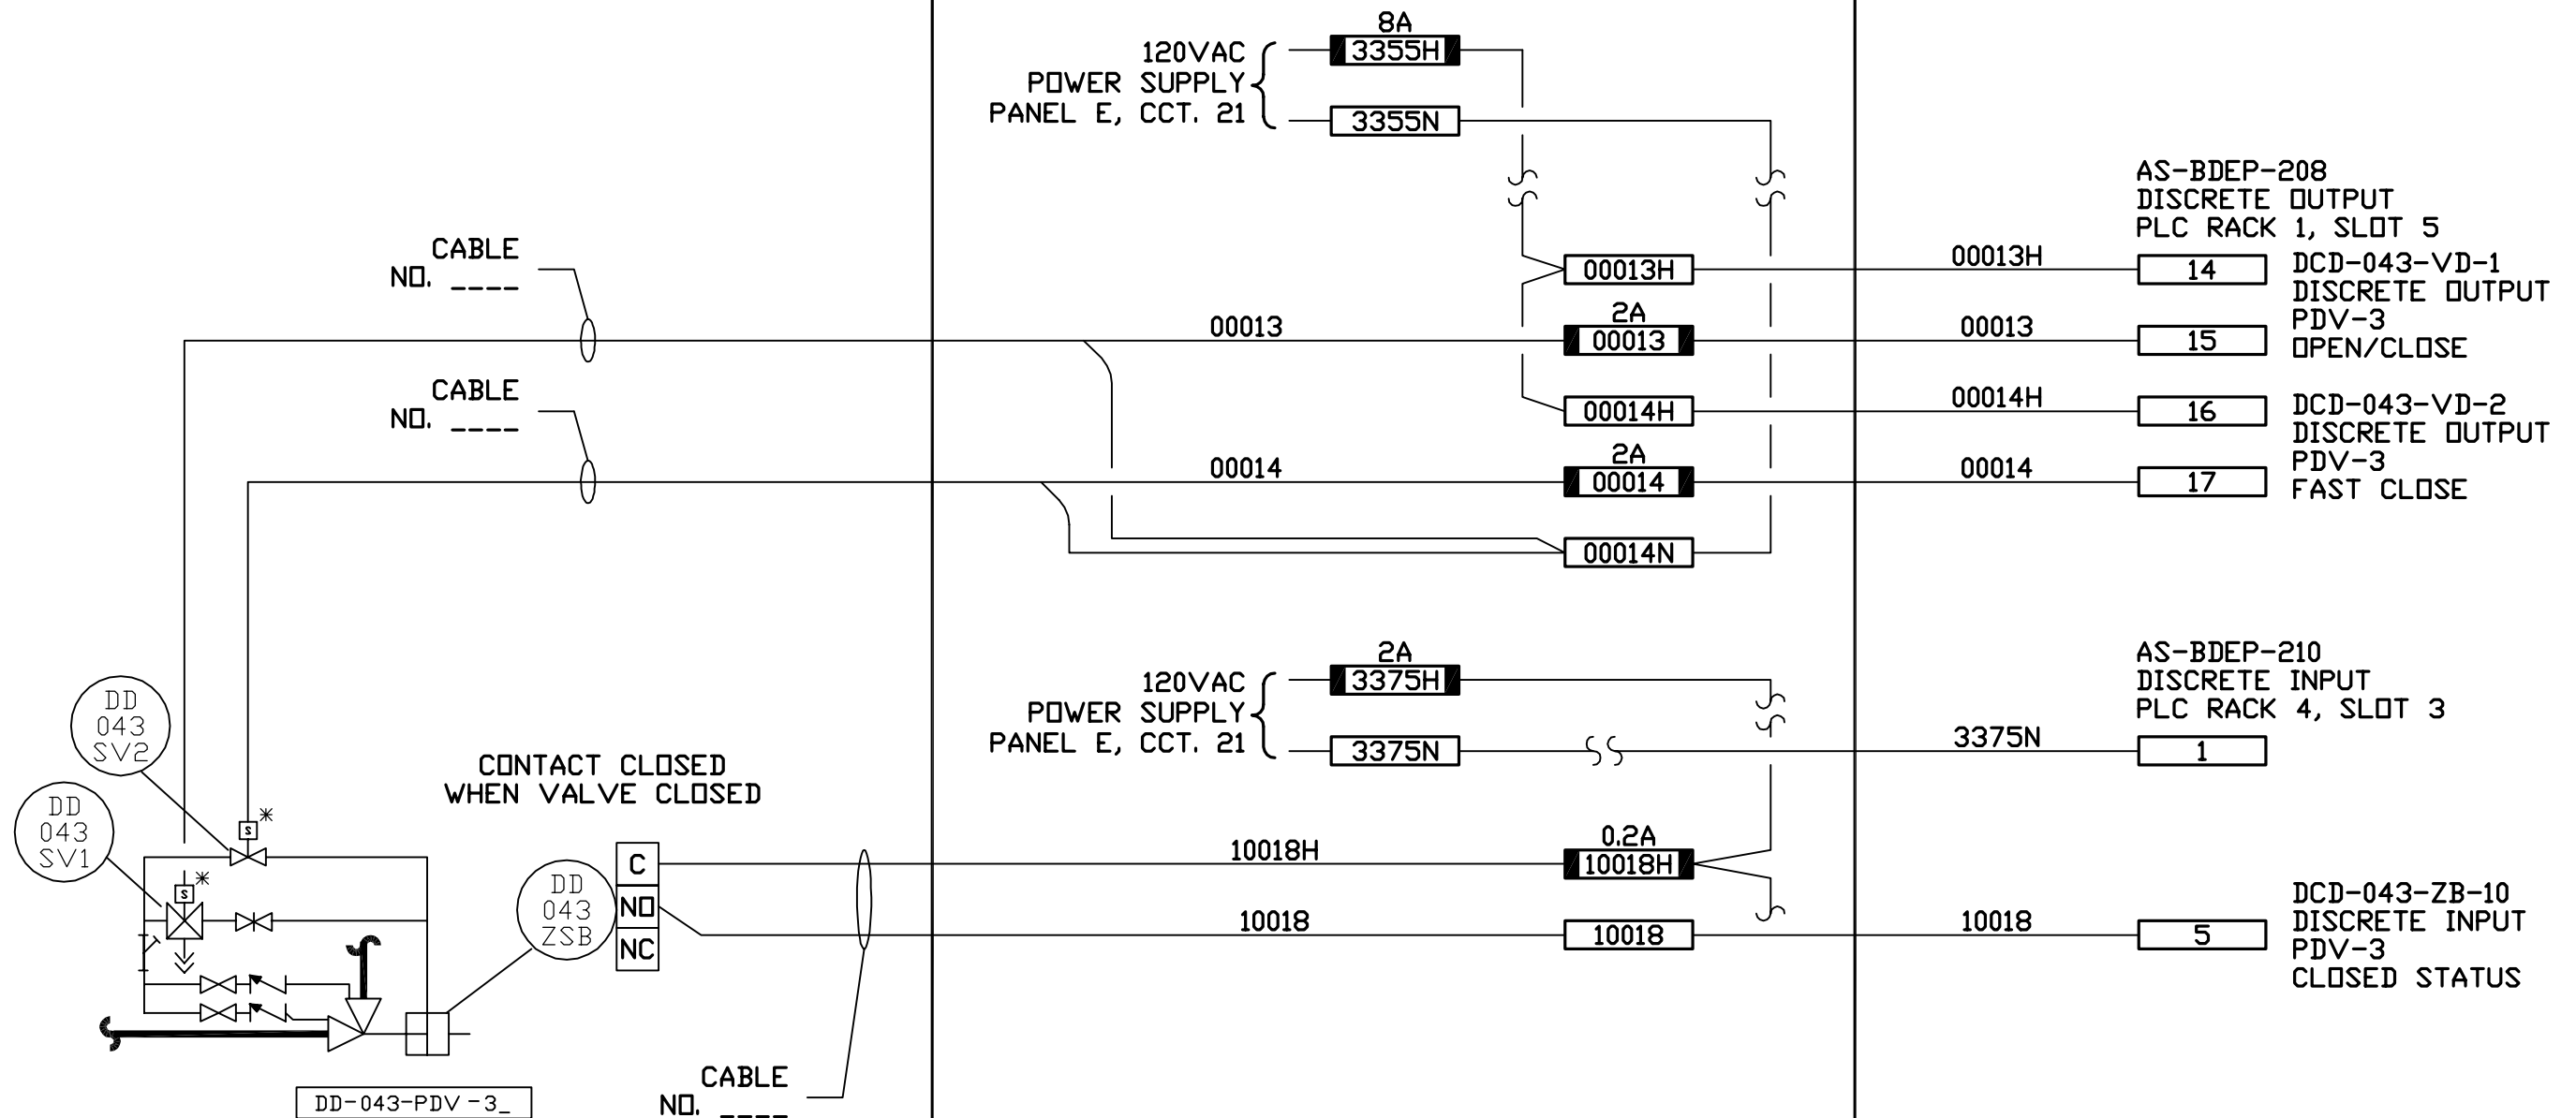 8A
120VAC
POWER SUPPLY
PANEL E, CCT. 21
3355H
3355N
AS-BDEP-208
DISCRETE OUTPUT
PLC RACK 1, SLOT 5
CABLE
NO. ____
00013H
00013H
14
DCD-043-VD-1
DISCRETE OUTPUT
PDV-3
OPEN/CLOSE
00013
2A
00013
00013
15
CABLE
NO. ____
00014H
00014H
16
DCD-043-VD-2
DISCRETE OUTPUT
PDV-3
FAST CLOSE
00014
2A
00014
00014
17
00014N
2A
120VAC
POWER SUPPLY
PANEL E, CCT. 21
3375H
3375N
AS-BDEP-210
DISCRETE INPUT
PLC RACK 4, SLOT 3
3375N
1
DD
043
SV2
DD
043
SV1
S
*
S
*
CONTACT CLOSED
WHEN VALVE CLOSED
DD
043
ZSB
C
NO
NC
10018H
0.2A
10018H
10018
10018
10018
5
DCD-043-ZB-10
DISCRETE INPUT
PDV-3
CLOSED STATUS
CABLE
NO. ____
DD-043-PDV-3_